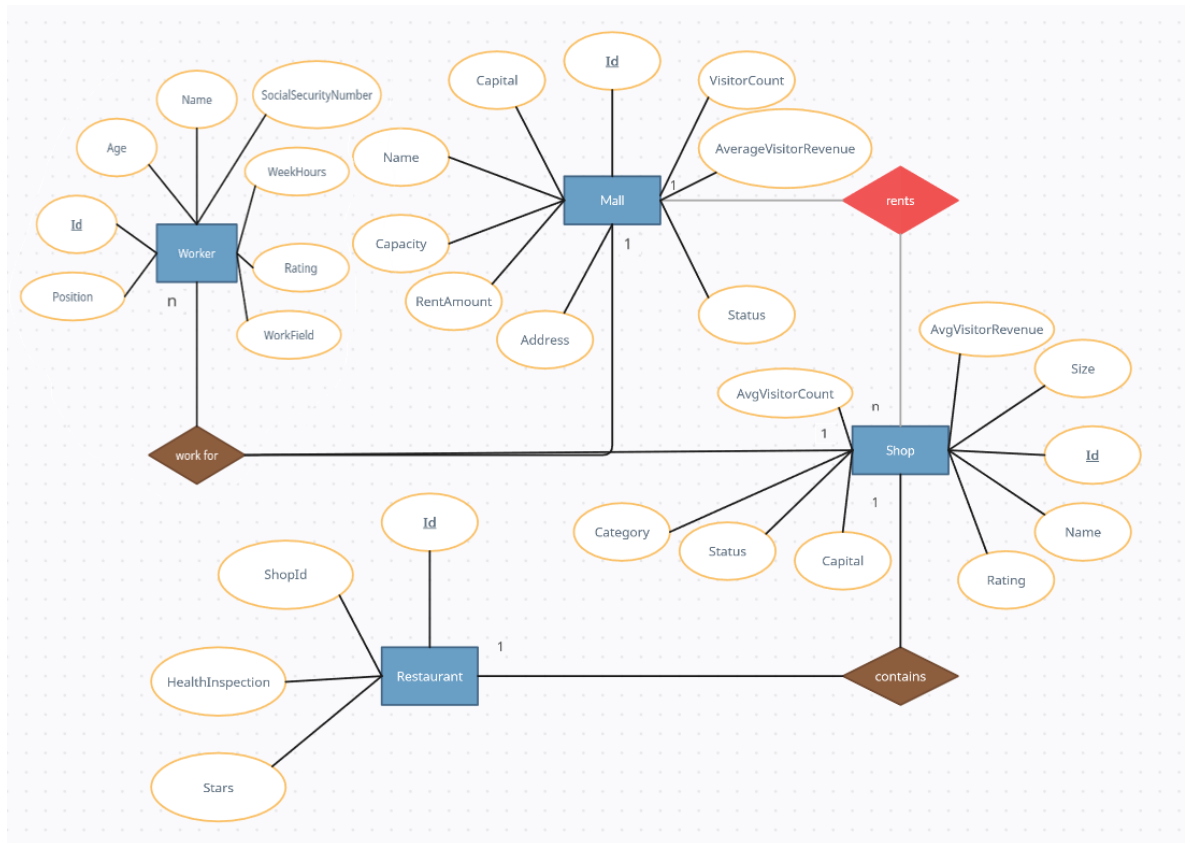 Id
Capital
VisitorCount
Name
SocialSecurityNumber
Age
AverageVisitorRevenue
Name
WeekHours
1
Mall
rents
Id
Worker
Capacity
1
Rating
Position
n
RentAmount
Status
WorkField
Address
AvgVisitorRevenue
Size
AvgVisitorCount
n
1
Shop
Id
work for
1
Id
Category
Status
Capital
Name
ShopId
Rating
1
HealthInspection
Restaurant
contains
Stars